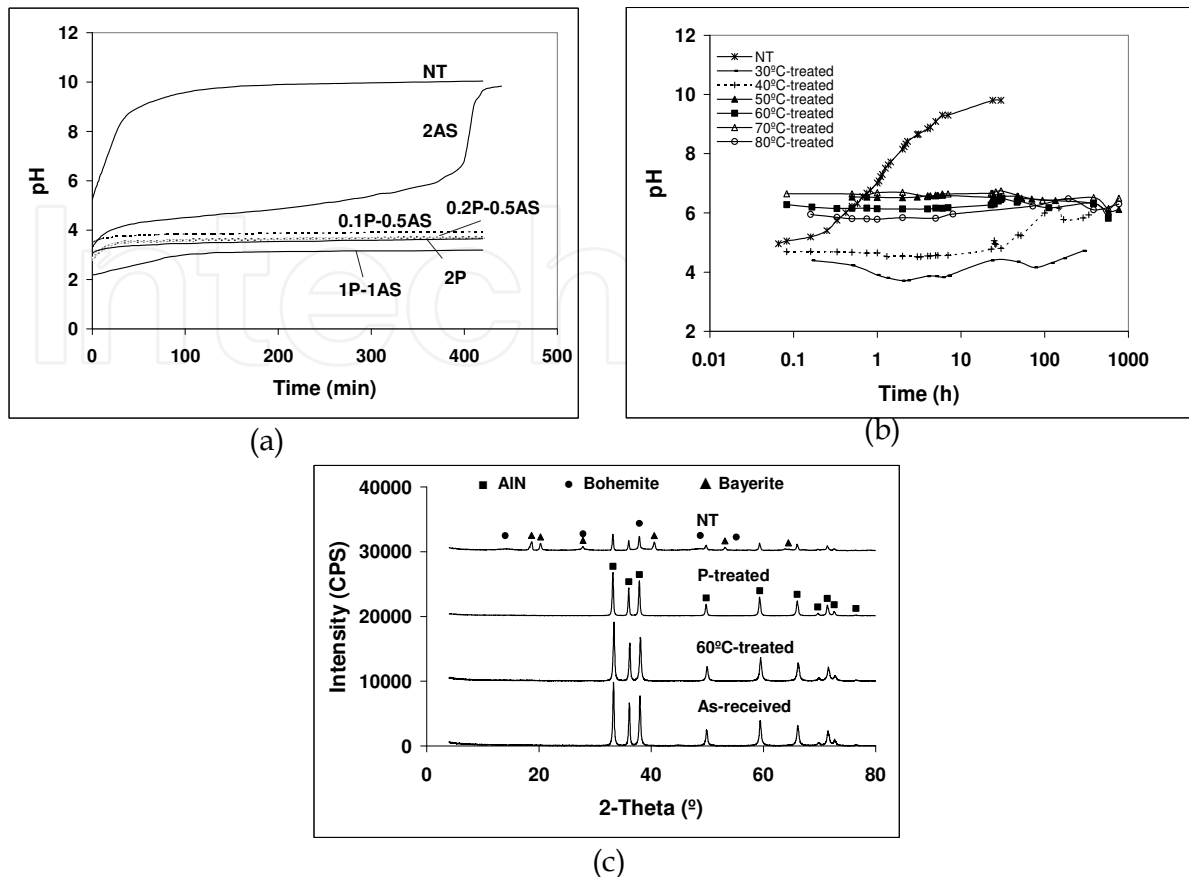 12
10
8
6
4
2
0
pH
NT
2AS
0.1P-0.5AS
0.2P-0.5AS
2P
1P-1AS
0 100 200 300 400 500
Time (min)
Intech
(a)
12
10
8
6
4
2
pH
NT
30ºC-treated
40ºC-treated
50ºC-treated
60ºC-treated
70ºC-treated
80ºC-treated
0.01 0.1 1 10 100 1000
Time (h)
(b)
40000
30000
20000
10000
0
Intensity (CPS)
AlN Bohemite Bayerite
NT
P-treated
60ºC-treated
As-received
0 20 40 60 80
2-Theta (º)
(c)